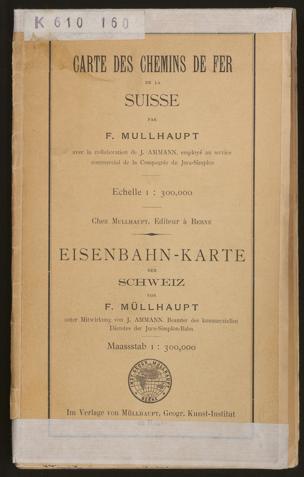 K 610 160
CARTE DES CHEMINS DE FER
DE LA
SUISSE
PAR
F. MULLHAUPT
avec la collaboration de J. AMMANN, employé au service
commercial de la Compagnie du Jura-Simplon
Echelle 1 : 300,000
Chez MULLHAUPT, Editeur à BERNE
EISENBAHN-KARTE
DER
SCHWEIZ
VON
F. MÜLLHAUPT
unter Mitwirkung von J. AMMANN, Beamter des kommerziellen
Dienstes der Jura-Simplon-Bahn
Maassstab 1 : 300,000
BERNE
Im Verlage von MÜLLHAUPT, Geogr. Kunst-Institut